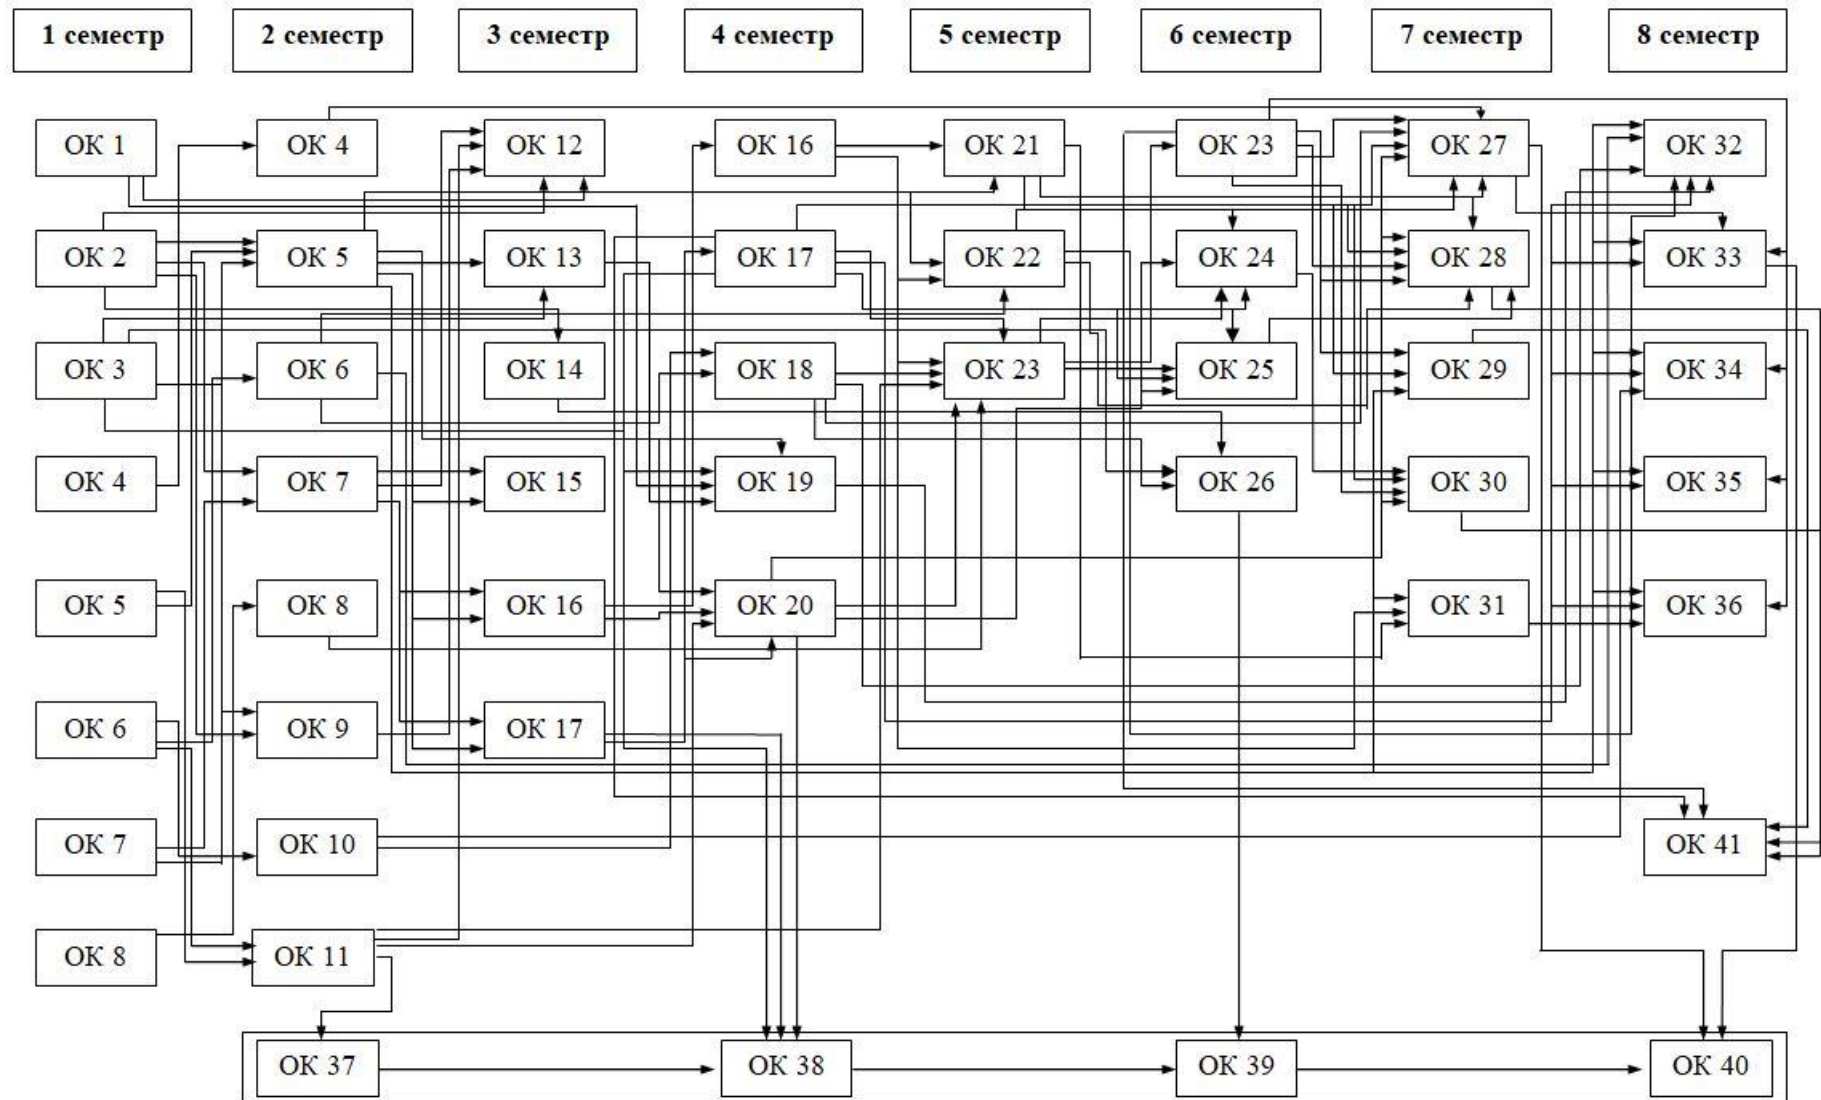 1 семестр 2 семестр 3 семестр 4 семестр 5 семестр 6 семестр 7 семестр 8 семестр
ОК 1 ОК 4 ОК 12 ОК 16 ОК 21 ОК 23 ОК 27 ОК 32
ОК 2 ОК 5 ОК 13 ОК 17 ОК 22 ОК 24 ОК 28 ОК 33
ОК 3 ОК 6 ОК 14 ОК 18 ОК 23 ОК 25 ОК 29 ОК 34
ОК 4 ОК 7 ОК 15 ОК 19 ОК 26 ОК 30 ОК 35
ОК 5 ОК 8 ОК 16 ОК 20 ОК 31 ОК 36
ОК 6 ОК 9 ОК 17
ОК 7 ОК 10 ОК 41
ОК 8 ОК 11
ОК 37 ОК 38 ОК 39 ОК 40